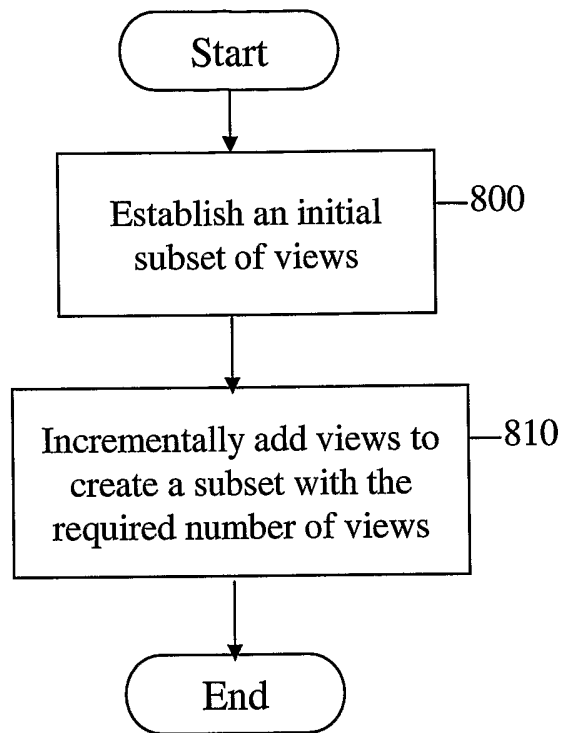 Start
Establish an initial
subset of views
800
Incrementally add views to
create a subset with the
required number of views
810
End